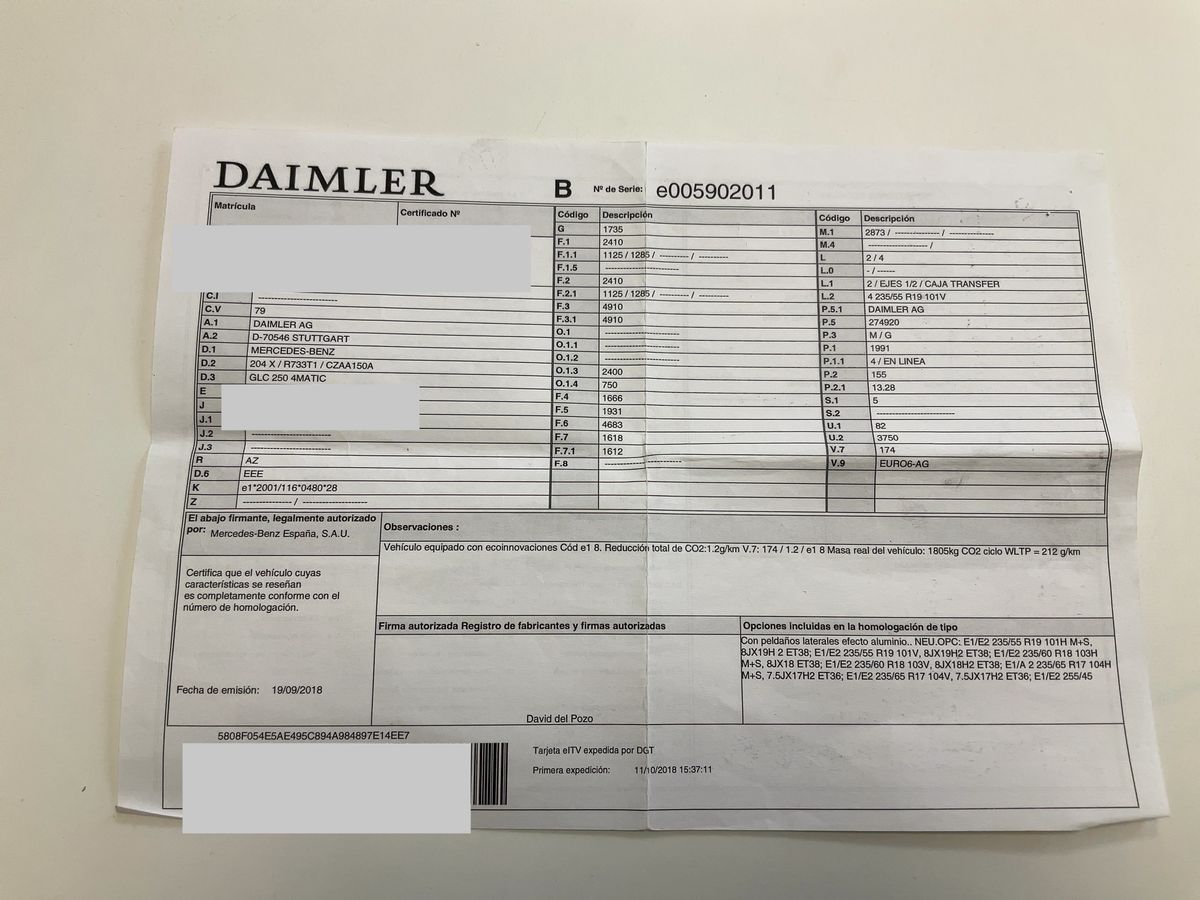 DAIMLER
B Nº de Serie: e005902011
Matrícula
Certificado Nº
C.I ------------------------
C.V 79
A.1 DAIMLER AG
A.2 D-70546 STUTTGART
D.1 MERCEDES-BENZ
D.2 204 X / R733T1 / CZAA150A
D.3 GLC 250 4MATIC
E
J
J.1
J.2 ------------------------
J.3 ------------------------
R AZ
D.6 EEE
K e1*2001/116*0480*28
Z --------------- / --------------------
Código Descripción
G 1735
F.1 2410
F.1.1 1125 / 1285 / --------- / ---------
F.1.5 ----------------------
F.2 2410
F.2.1 1125 / 1285 / --------- / ---------
F.3 4910
F.3.1 4910
O.1 ----------------------
O.1.1 ----------------------
O.1.2 ----------------------
O.1.3 2400
O.1.4 750
F.4 1666
F.5 1931
F.6 4683
F.7 1618
F.7.1 1612
F.8 -----------------------
Código Descripción
M.1 2873 / -------------- / --------------
M.4 ------------------- /
L 2 / 4
L.0 - / ------
L.1 2 / EJES 1/2 / CAJA TRANSFER
L.2 4 235/55 R19 101V
P.5.1 DAIMLER AG
P.5 274920
P.3 M / G
P.1 1991
P.1.1 4 / EN LINEA
P.2 155
P.2.1 13.28
S.1 5
S.2 ------------------------
U.1 82
U.2 3750
V.7 174
V.9 EURO6-AG
El abajo firmante, legalmente autorizado
por: Mercedes-Benz España, S.A.U.
Certifica que el vehículo cuyas
características se reseñan
es completamente conforme con el
número de homologación.
Fecha de emisión: 19/09/2018
Observaciones :
Vehículo equipado con ecoinnovaciones Cód e1 8. Reducción total de CO2:1.2g/km V.7: 174 / 1.2 / e1 8 Masa real del vehículo: 1805kg CO2 ciclo WLTP = 212 g/km
Firma autorizada Registro de fabricantes y firmas autorizadas
David del Pozo
Opciones incluidas en la homologación de tipo
Con peldaños laterales efecto aluminio.. NEU.OPC: E1/E2 235/55 R19 101H M+S,
8JX19H 2 ET38; E1/E2 235/55 R19 101V, 8JX19H2 ET38; E1/E2 235/60 R18 103H
M+S, 8JX18 ET38; E1/E2 235/60 R18 103V, 8JX18H2 ET38; E1/A 2 235/65 R17 104H
M+S, 7.5JX17H2 ET36; E1/E2 235/65 R17 104V, 7.5JX17H2 ET36; E1/E2 255/45
5808F054E5AE495C894A984897E14EE7
Tarjeta eITV expedida por DGT
Primera expedición: 11/10/2018 15:37:11